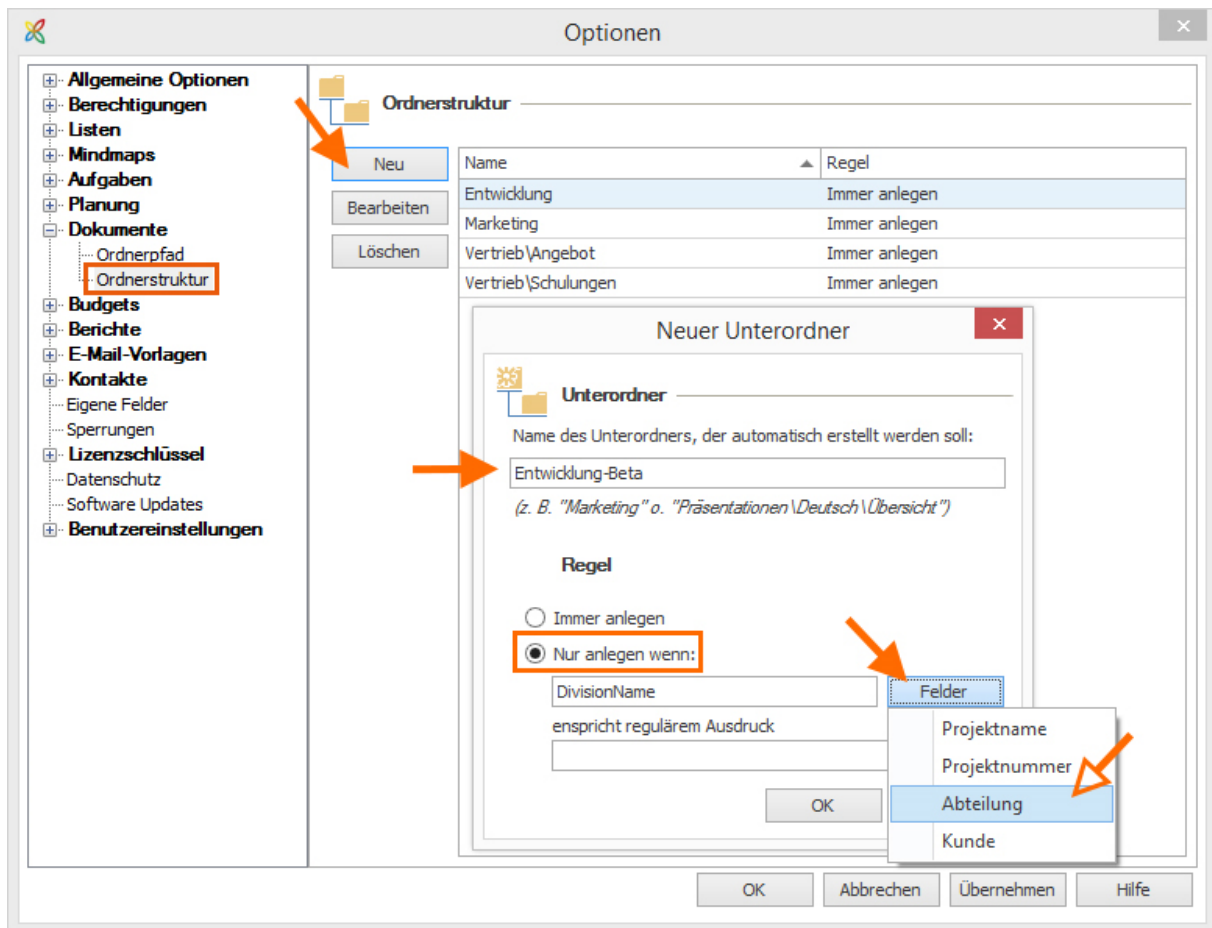 Optionen
Allgemeine Optionen
Berechtigungen
Listen
Mindmaps
Aufgaben
Planung
Dokumente
Ordnerpfad
Ordnerstruktur
Budgets
Berichte
E-Mail-Vorlagen
Kontakte
Eigene Felder
Sperrungen
Lizenzschlüssel
Datenschutz
Software Updates
Benutzereinstellungen
Ordnerstruktur
Neu
Bearbeiten
Löschen
Name Regel
Entwicklung Immer anlegen
Marketing Immer anlegen
Vertrieb\Angebot Immer anlegen
Vertrieb\Schulungen Immer anlegen
Neuer Unterordner
Unterordner
Name des Unterordners, der automatisch erstellt werden soll:
Entwicklung-Beta
(z. B. "Marketing" o. "Präsentationen\Deutsch\Übersicht")
Regel
Immer anlegen
Nur anlegen wenn:
DivisionName Felder
enspricht regulärem Ausdruck
OK
Projektname
Projektnummer
Abteilung
Kunde
OK Abbrechen Übernehmen Hilfe